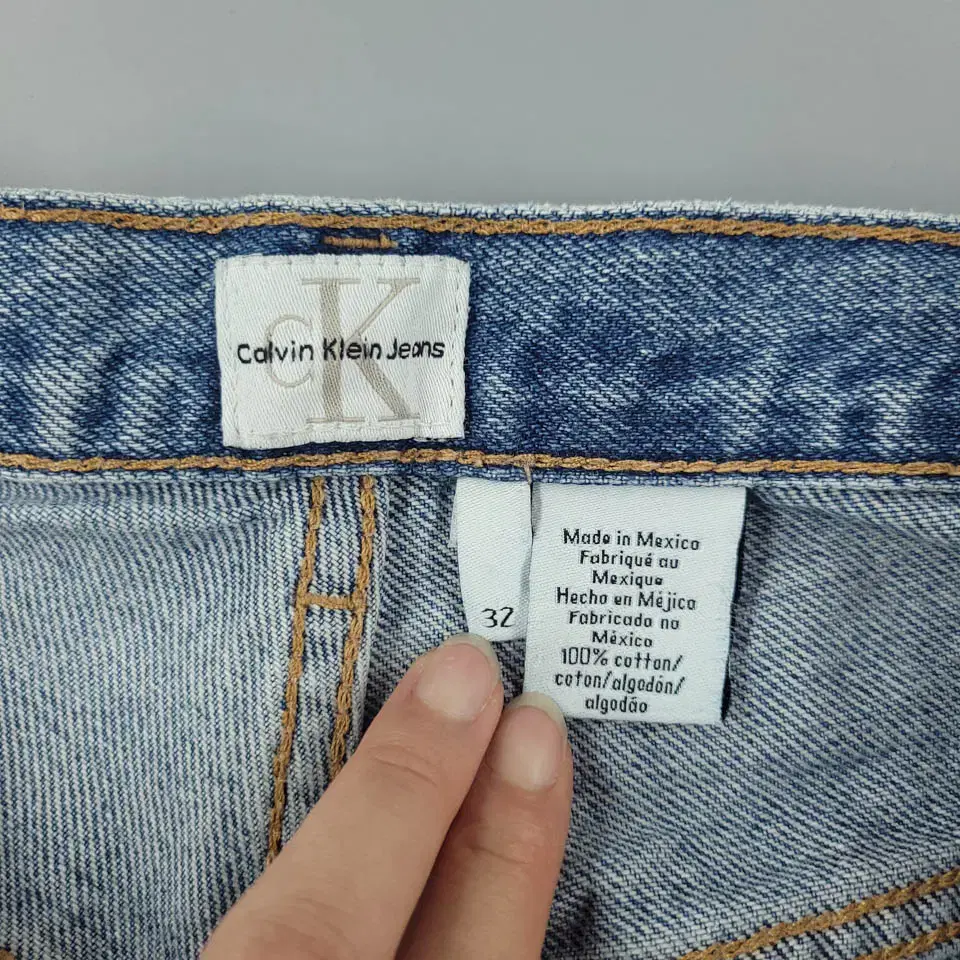 CK
Calvin Klein Jeans
32
Made in Mexico
Fabriqué au
Mexique
Hecho en Méjico
Fabricado no
México
100% cotton/
coton/algodón/
algodão